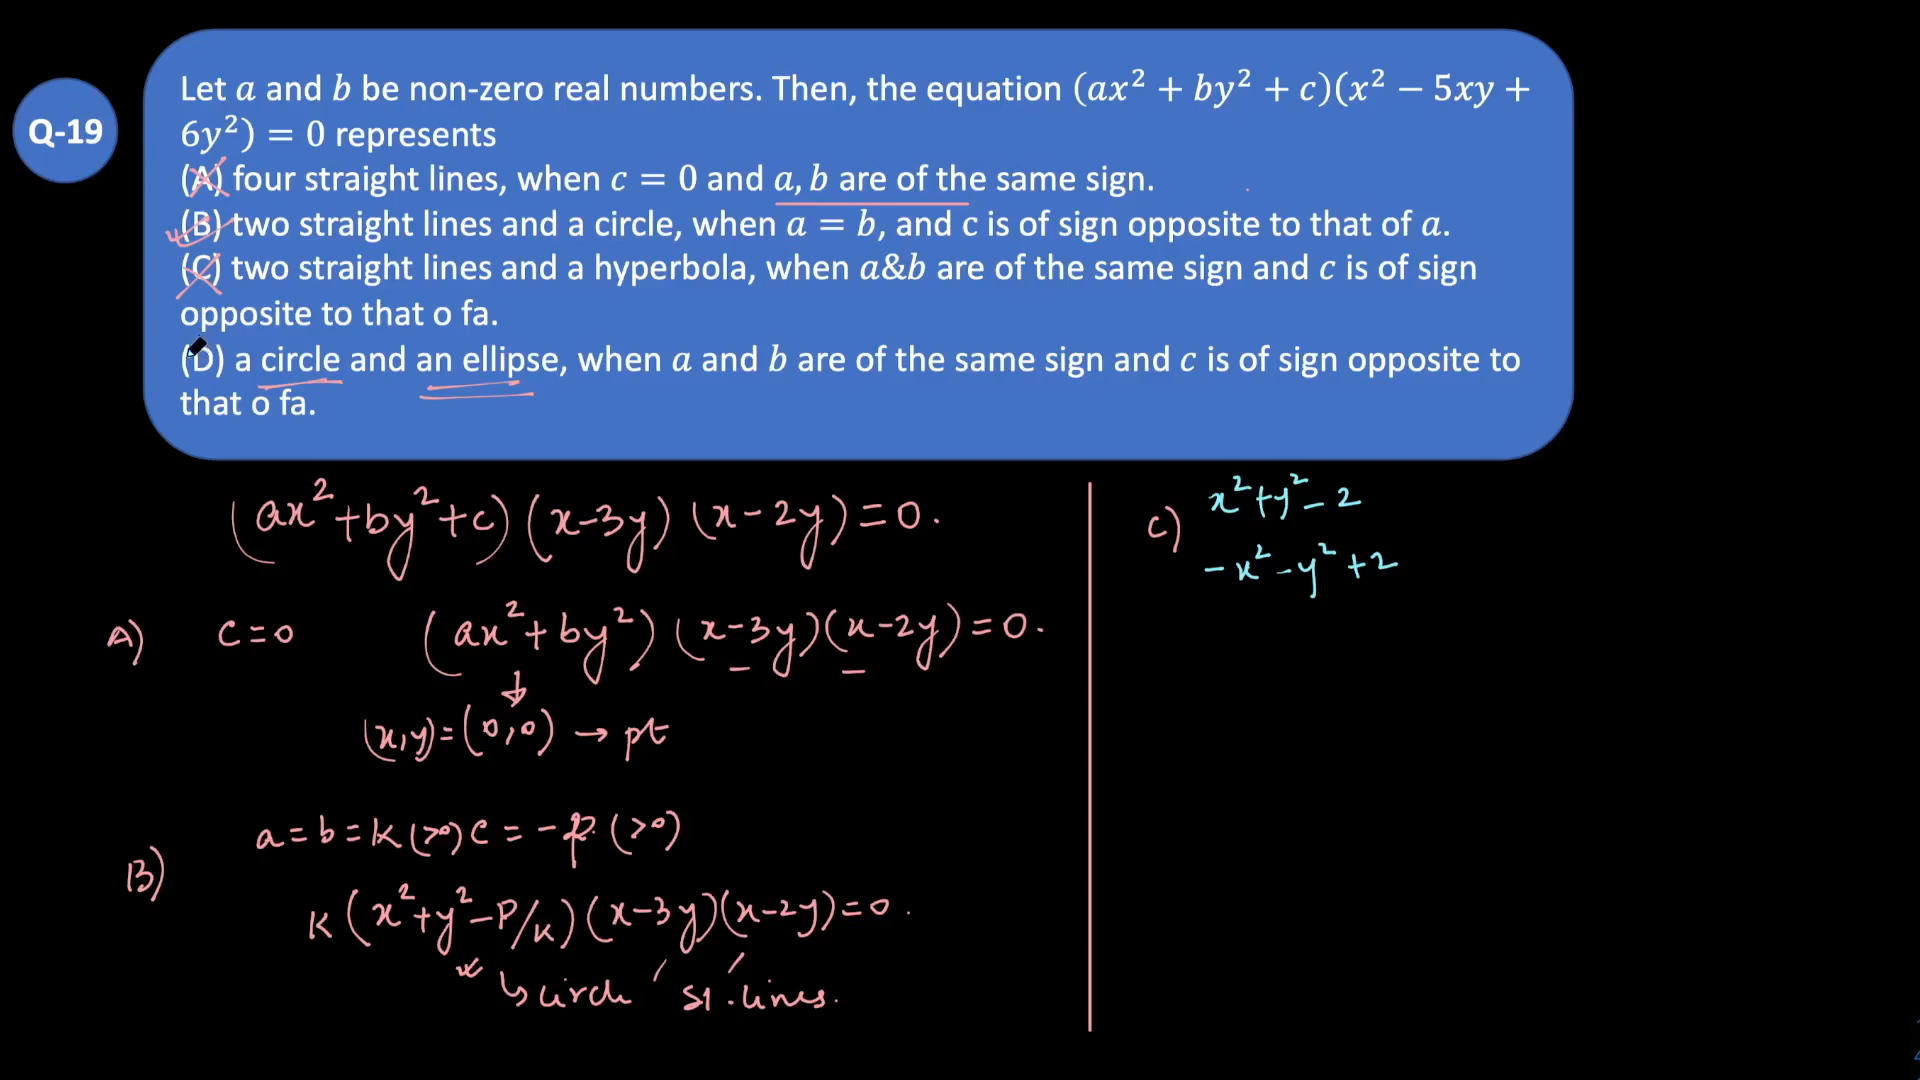 Q-19
Let a and b be non-zero real numbers. Then, the equation (ax² + by² + c)(x² − 5xy +
6y²) = 0 represents
(A) four straight lines, when c = 0 and a, b are of the same sign.
(B) two straight lines and a circle, when a = b, and c is of sign opposite to that of a.
(C) two straight lines and a hyperbola, when a&b are of the same sign and c is of sign
opposite to that o fa.
(D) a circle and an ellipse, when a and b are of the same sign and c is of sign opposite to
that o fa.
(ax²+by²+c)(x-3y)(x-2y)=0.
A) c=0 (ax²+by²)(x-3y)(x-2y)=0.
↓
(x,y)=(0,0) → pt
B) a=b=K(>0) c=-p.(>0)
K(x²+y²-P/K)(x-3y)(x-2y)=0.
↳ circle st.lines.
C) x²+y²-2
-x²-y²+2